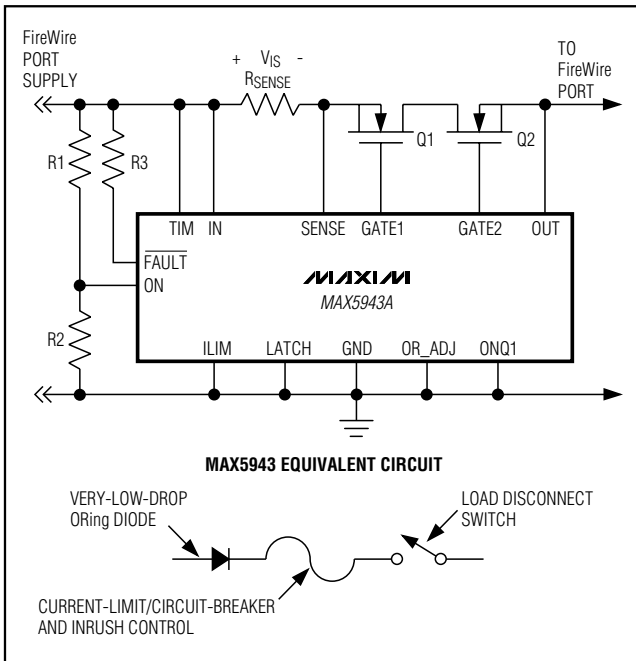 FireWire
PORT
SUPPLY
+ VIS -
RSENSE
TO
FireWire
PORT
R1
R3
Q1
Q2
TIM IN SENSE GATE1 GATE2 OUT
FAULT
ON
MAXIM
MAX5943A
R2
ILIM LATCH GND OR_ADJ ONQ1
MAX5943 EQUIVALENT CIRCUIT
VERY-LOW-DROP
ORing DIODE
LOAD DISCONNECT
SWITCH
CURRENT-LIMIT/CIRCUIT-BREAKER
AND INRUSH CONTROL